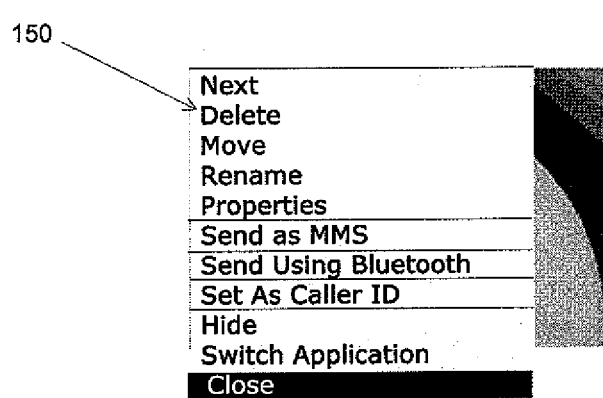 150
Next
Delete
Move
Rename
Properties
Send as MMS
Send Using Bluetooth
Set As Caller ID
Hide
Switch Application
Close